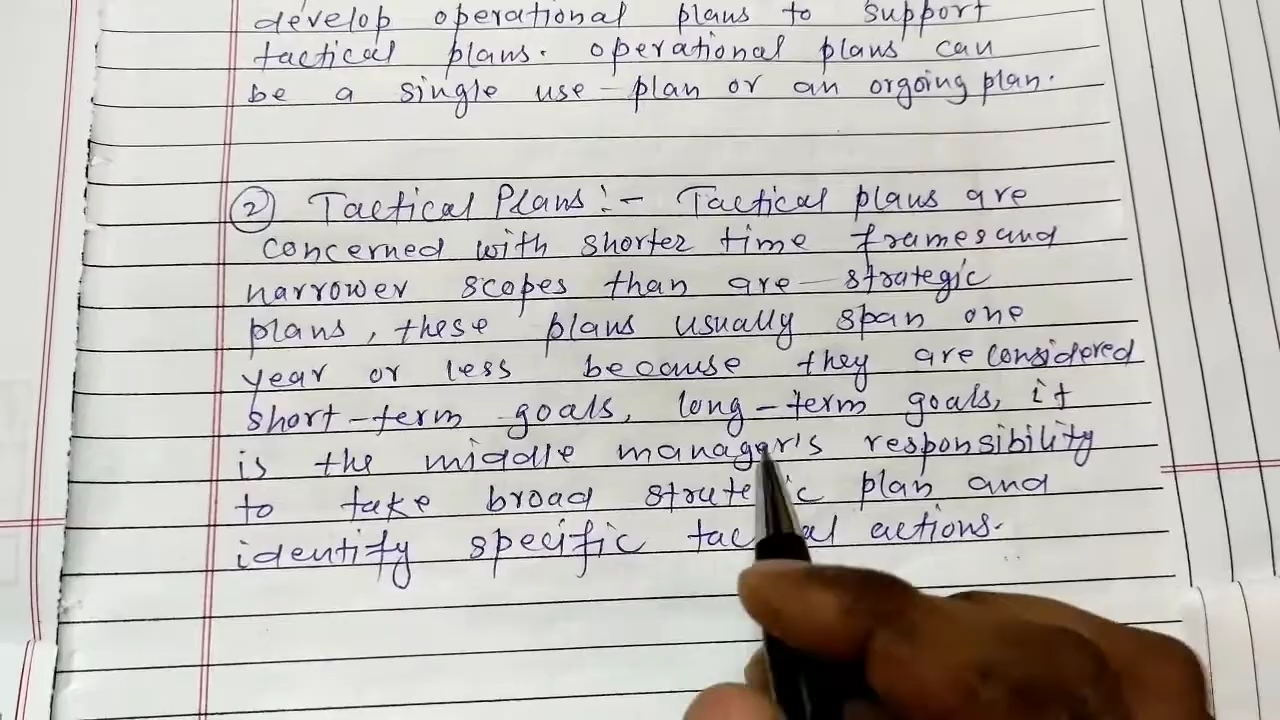 develop operational plans to support
tactical plans. operational plans can
be a single use-plan or an orgoing plan.
② Tactical Plans:- Tactical plans are
concerned with shorter time frames and
narrower scopes than are strategic
plans, these plans usually span one
year or less because they are considered
short-term goals, long-term goals, it
is the middle manager's responsibility
to take broad plan and
identify specific actions.